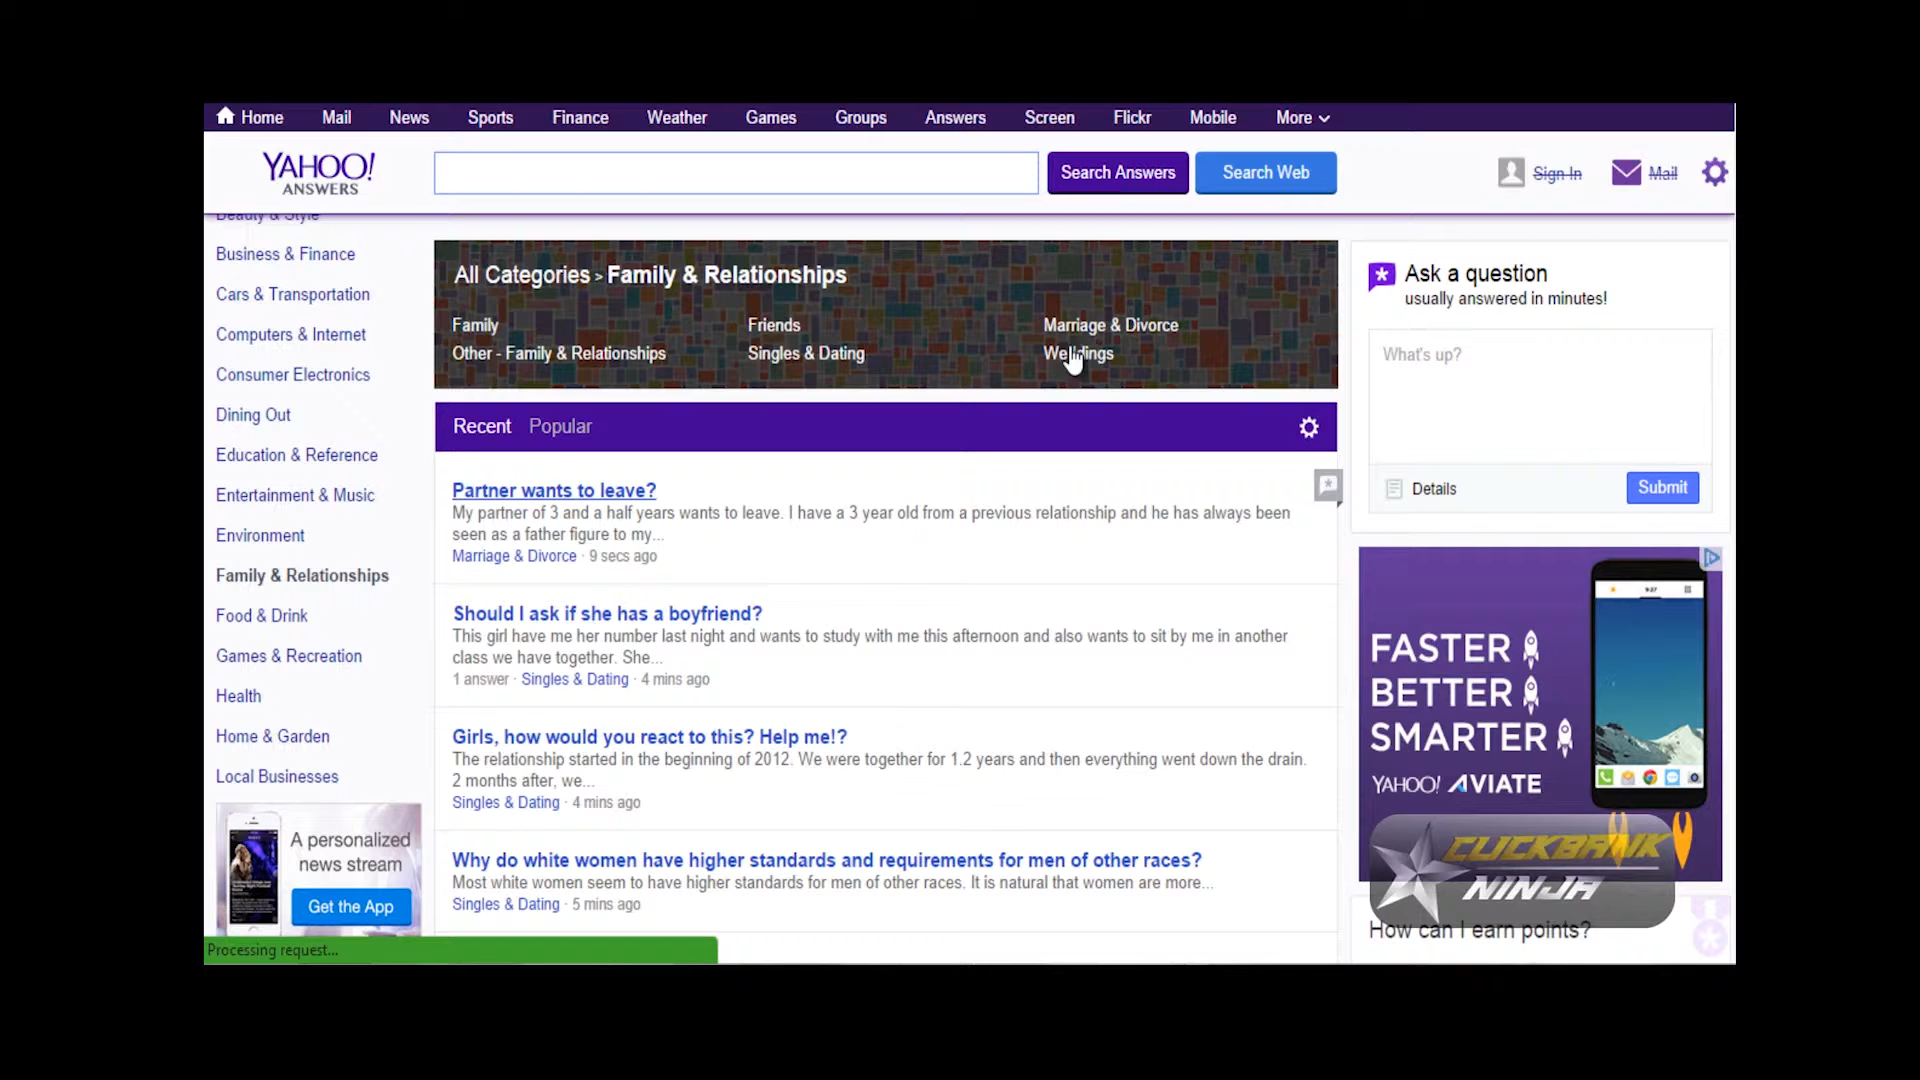 Home Mail News Sports Finance Weather Games Groups Answers Screen Flickr Mobile More
YAHOO!
ANSWERS
Search Answers
Search Web
Sign In
Mail
Beauty & Style
Business & Finance
Cars & Transportation
Computers & Internet
Consumer Electronics
Dining Out
Education & Reference
Entertainment & Music
Environment
Family & Relationships
Food & Drink
Games & Recreation
Health
Home & Garden
Local Businesses
A personalized
news stream
Get the App
Processing request...
All Categories > Family & Relationships
Family Friends Marriage & Divorce
Other - Family & Relationships Singles & Dating Weddings
Recent Popular
Partner wants to leave?
My partner of 3 and a half years wants to leave. I have a 3 year old from a previous relationship and he has always been
seen as a father figure to my...
Marriage & Divorce · 9 secs ago
Should I ask if she has a boyfriend?
This girl have me her number last night and wants to study with me this afternoon and also wants to sit by me in another
class we have together. She...
1 answer · Singles & Dating · 4 mins ago
Girls, how would you react to this? Help me!?
The relationship started in the beginning of 2012. We were together for 1.2 years and then everything went down the drain.
2 months after, we...
Singles & Dating · 4 mins ago
Why do white women have higher standards and requirements for men of other races?
Most white women seem to have higher standards for men of other races. It is natural that women are more...
Singles & Dating · 5 mins ago
Ask a question
usually answered in minutes!
What's up?
Details
Submit
FASTER
BETTER
SMARTER
YAHOO! AVIATE
9:27
CLICKBANK
NINJA
How can I earn points?